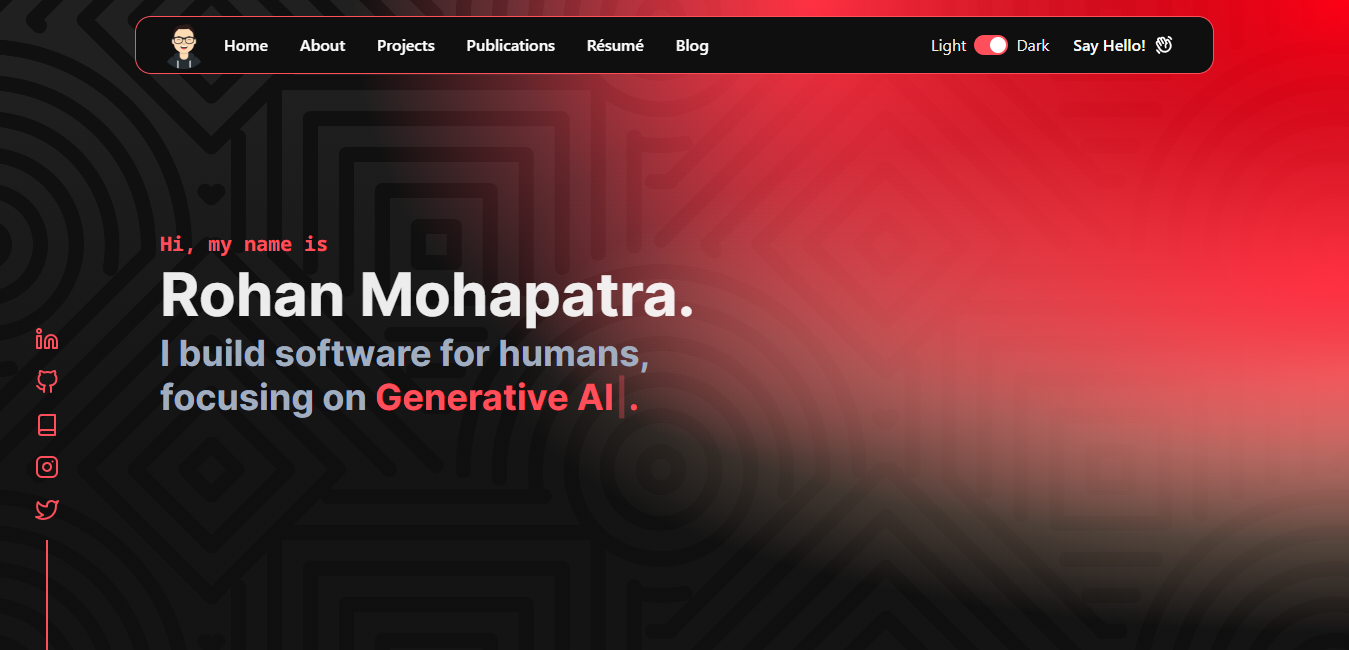 Home About Projects Publications Résumé Blog Light Dark Say Hello!
Hi, my name is
Rohan Mohapatra.
I build software for humans,
focusing on Generative AI|.